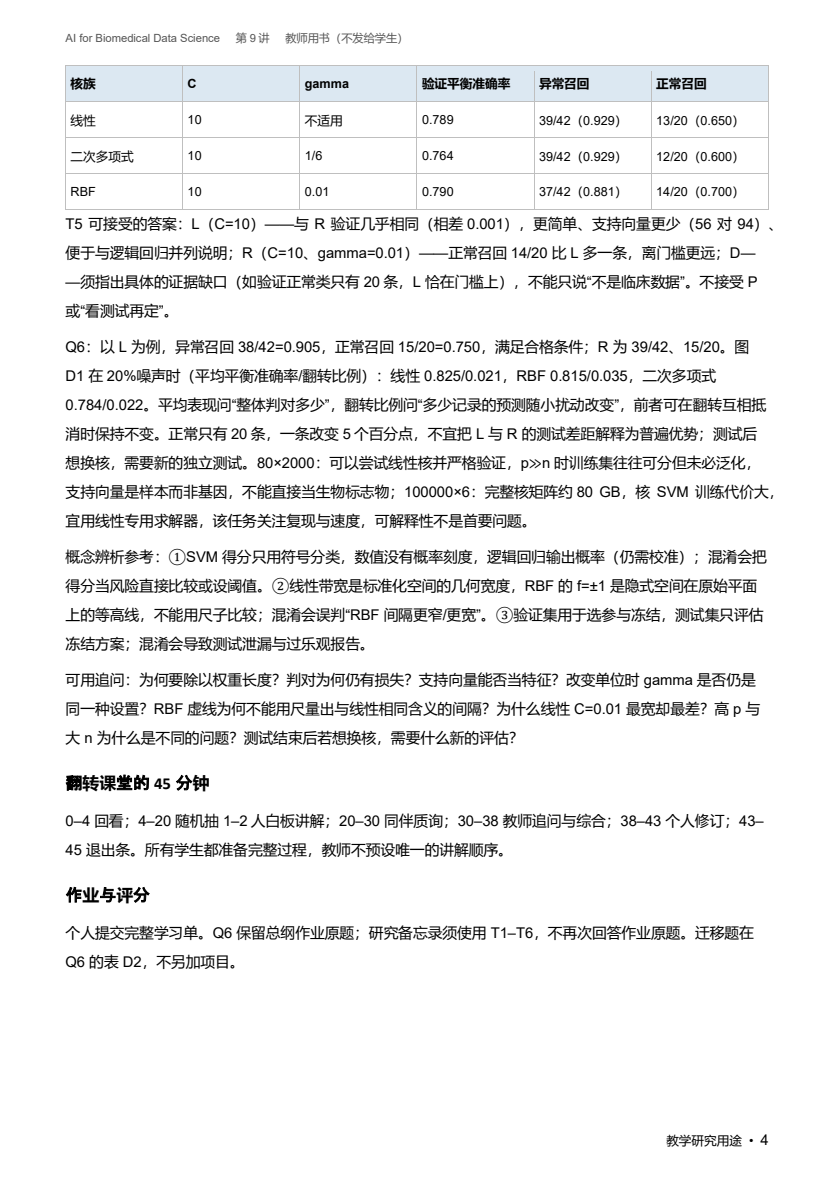 AI for Biomedical Data Science 第 9 讲 教师用书（不发给学生）
核族 C gamma 验证平衡准确率 异常召回 正常召回
线性 10 不适用 0.789 39/42（0.929） 13/20（0.650）
二次多项式 10 1/6 0.764 39/42（0.929） 12/20（0.600）
RBF 10 0.01 0.790 37/42（0.881） 14/20（0.700）
T5 可接受的答案：L（C=10）——与 R 验证几乎相同（相差 0.001），更简单、支持向量更少（56 对 94）、
便于与逻辑回归并列说明；R（C=10、gamma=0.01）——正常召回 14/20 比 L 多一条，离门槛更远；D—
—须指出具体的证据缺口（如验证正常类只有 20 条，L 恰在门槛上），不能只说“不是临床数据”。不接受 P
或“看测试再定”。
Q6：以 L 为例，异常召回 38/42=0.905，正常召回 15/20=0.750，满足合格条件；R 为 39/42、15/20。图
D1 在 20%噪声时（平均平衡准确率/翻转比例）：线性 0.825/0.021，RBF 0.815/0.035，二次多项式
0.784/0.022。平均表现问“整体判对多少”，翻转比例问“多少记录的预测随小扰动改变”，前者可在翻转互相抵
消时保持不变。正常只有 20 条，一条改变 5 个百分点，不宜把 L 与 R 的测试差距解释为普遍优势；测试后
想换核，需要新的独立测试。80×2000：可以尝试线性核并严格验证，p≫n 时训练集往往可分但未必泛化，
支持向量是样本而非基因，不能直接当生物标志物；100000×6：完整核矩阵约 80 GB，核 SVM 训练代价大，
宜用线性专用求解器，该任务关注复现与速度，可解释性不是首要问题。
概念辨析参考：①SVM 得分只用符号分类，数值没有概率刻度，逻辑回归输出概率（仍需校准）；混淆会把
得分当风险直接比较或设阈值。②线性带宽是标准化空间的几何宽度，RBF 的 f=±1 是隐式空间在原始平面
上的等高线，不能用尺子比较；混淆会误判“RBF 间隔更窄/更宽”。③验证集用于选参与冻结，测试集只评估
冻结方案；混淆会导致测试泄漏与过乐观报告。
可用追问：为何要除以权重长度？判对为何仍有损失？支持向量能否当特征？改变单位时 gamma 是否仍是
同一种设置？RBF 虚线为何不能用尺量出与线性相同含义的间隔？为什么线性 C=0.01 最宽却最差？高 p 与
大 n 为什么是不同的问题？测试结束后若想换核，需要什么新的评估？
翻转课堂的 45 分钟
0–4 回看；4–20 随机抽 1–2 人白板讲解；20–30 同伴质询；30–38 教师追问与综合；38–43 个人修订；43–
45 退出条。所有学生都准备完整过程，教师不预设唯一的讲解顺序。
作业与评分
个人提交完整学习单。Q6 保留总纲作业原题；研究备忘录须使用 T1–T6，不再次回答作业原题。迁移题在
Q6 的表 D2，不另加项目。
教学研究用途 • 4